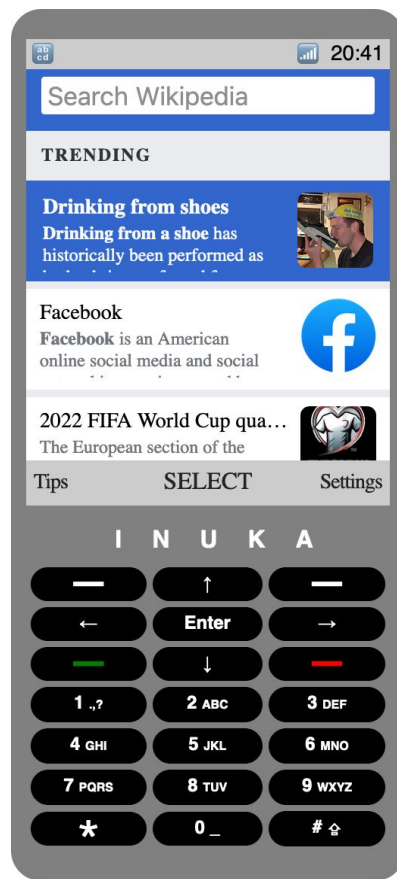 ab
cd
20:41
Search Wikipedia
TRENDING
Drinking from shoes
Drinking from a shoe has
historically been performed as
Facebook
Facebook is an American
online social media and social
2022 FIFA World Cup qua…
The European section of the
Tips SELECT Settings
I N U K A
↑
← Enter →
↓
1 .,? 2 ABC 3 DEF
4 GHI 5 JKL 6 MNO
7 PQRS 8 TUV 9 WXYZ
* 0 _ #